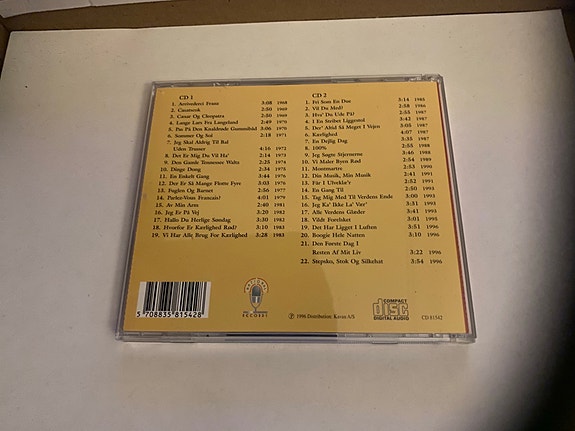 CD 1
1. Arrivederci Franz 3:08 1968
2. Casatsenk 2:50 1969
3. Cæsar Og Cleopatra 2:50 1969
4. Lange Lars Fra Langeland 2:49 1970
5. Pas På Den Knaldrøde Gummibåd 3:06 1970
6. Sommer Og Sol 2:18 1971
7. Jeg Skal Aldrig Til Bal
Uden Trusser 4:16 1972
8. Det Er Mig Du Vil Ha' 2:14 1973
9. Den Gamle Tennessee Waltz 2:25 1974
10. Dinge Dong 2:34 1975
11. En Enkelt Gang 3:44 1976
12. Der Er Så Mange Flotte Fyre 3:03 1976
13. Fuglen Og Barnet 2:56 1977
14. Parlez-Vous Francais? 4:01 1979
15. Av Min Arm 2:40 1981
16. Jeg Er På Vej 3:20 1982
17. Hallo Du Herlige Søndag 3:30 1982
18. Hvorfor Er Kærlighed Rød? 3:10 1983
19. Vi Har Alle Brug For Kærlighed 3:28 1983
CD 2
1. Fri Som En Due 3:14 1985
2. Vil Du Med? 2:58 1986
3. Hva' Du Ude På? 2:55 1987
4. I En Stribet Liggestol 3:42 1987
5. Der' Altid Så Meget I Vejen 3:05 1987
6. Kærlighed 4:07 1987
7. En Dejlig Dag 3:35 1987
8. 100% 2:55 1988
9. Jeg Søgte Stjernerne 3:46 1988
10. Vi Maler Byen Rød 2:54 1989
11. Montmartre 2:53 1990
12. Din Musik, Min Musik 2:41 1991
13. Får I Ublekla'r 2:52 1991
14. En Gang Til 2:50 1993
15. Tag Mig Med Til Verdens Ende 3:00 1993
16. Jeg Ka' Ikke La' Vær' 3:31 1993
17. Alle Verdens Glæder 3:41 1993
18. Vildt Forelsket 3:01 1995
19. Det Har Ligget I Luften 3:51 1996
20. Boogie Hele Natten 3:10 1996
21. Den Første Dag I
Resten Af Mit Liv 3:22 1996
22. Stepsko, Stok Og Silkehat 3:54 1996
5 708835 815428
RECORDS
℗ 1996 Distribution: Kavan A/S
COMPACT
disc
DIGITAL AUDIO
CD 81542